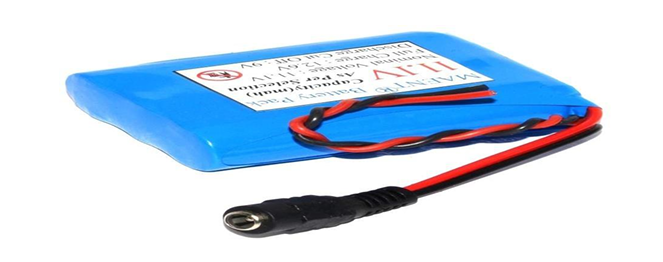 Battery Pack
11.1V
Nominal Voltage : 11.1V
Full Charge : 12.6V
Discharge Cut Off : 9V
Capacity(mah)
As Per Selection